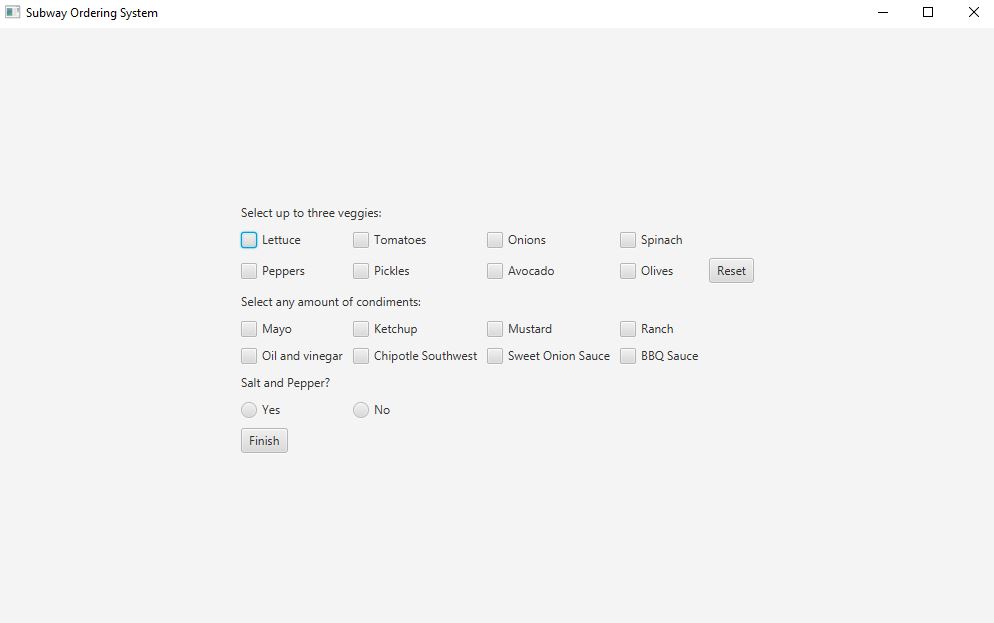 Subway Ordering System
Select up to three veggies:
Lettuce Tomatoes Onions Spinach
Peppers Pickles Avocado Olives Reset
Select any amount of condiments:
Mayo Ketchup Mustard Ranch
Oil and vinegar Chipotle Southwest Sweet Onion Sauce BBQ Sauce
Salt and Pepper?
Yes No
Finish